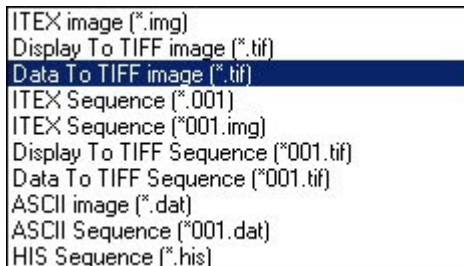 ITEX image (*.img)
Display To TIFF image (*.tif)
Data To TIFF image (*.tif)
ITEX Sequence (*.001)
ITEX Sequence (*001.img)
Display To TIFF Sequence (*001.tif)
Data To TIFF Sequence (*001.tif)
ASCII image (*.dat)
ASCII Sequence (*001.dat)
HIS Sequence (*.his)